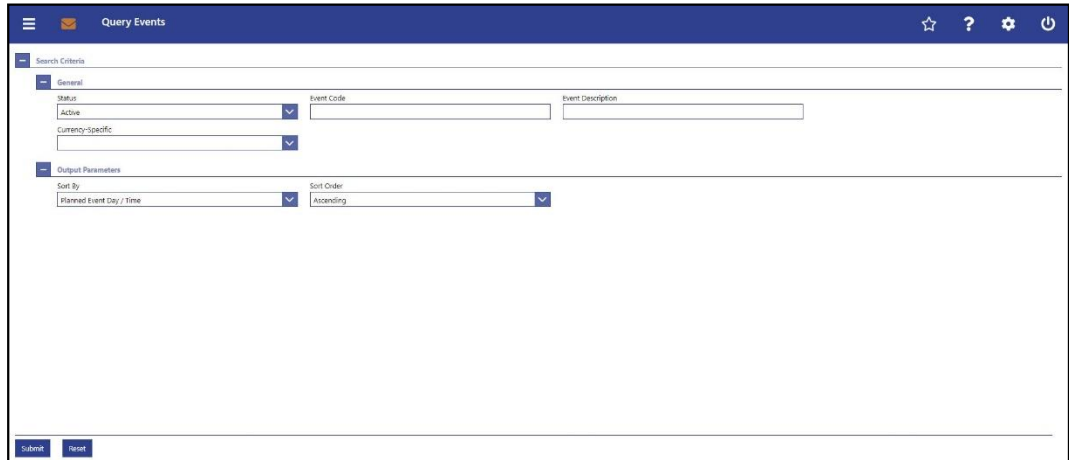 Query Events
?
Search Criteria
General
Status Event Code Event Description
Active
Currency-Specific
Output Parameters
Sort By Sort Order
Planned Event Day / Time Ascending
Submit Reset